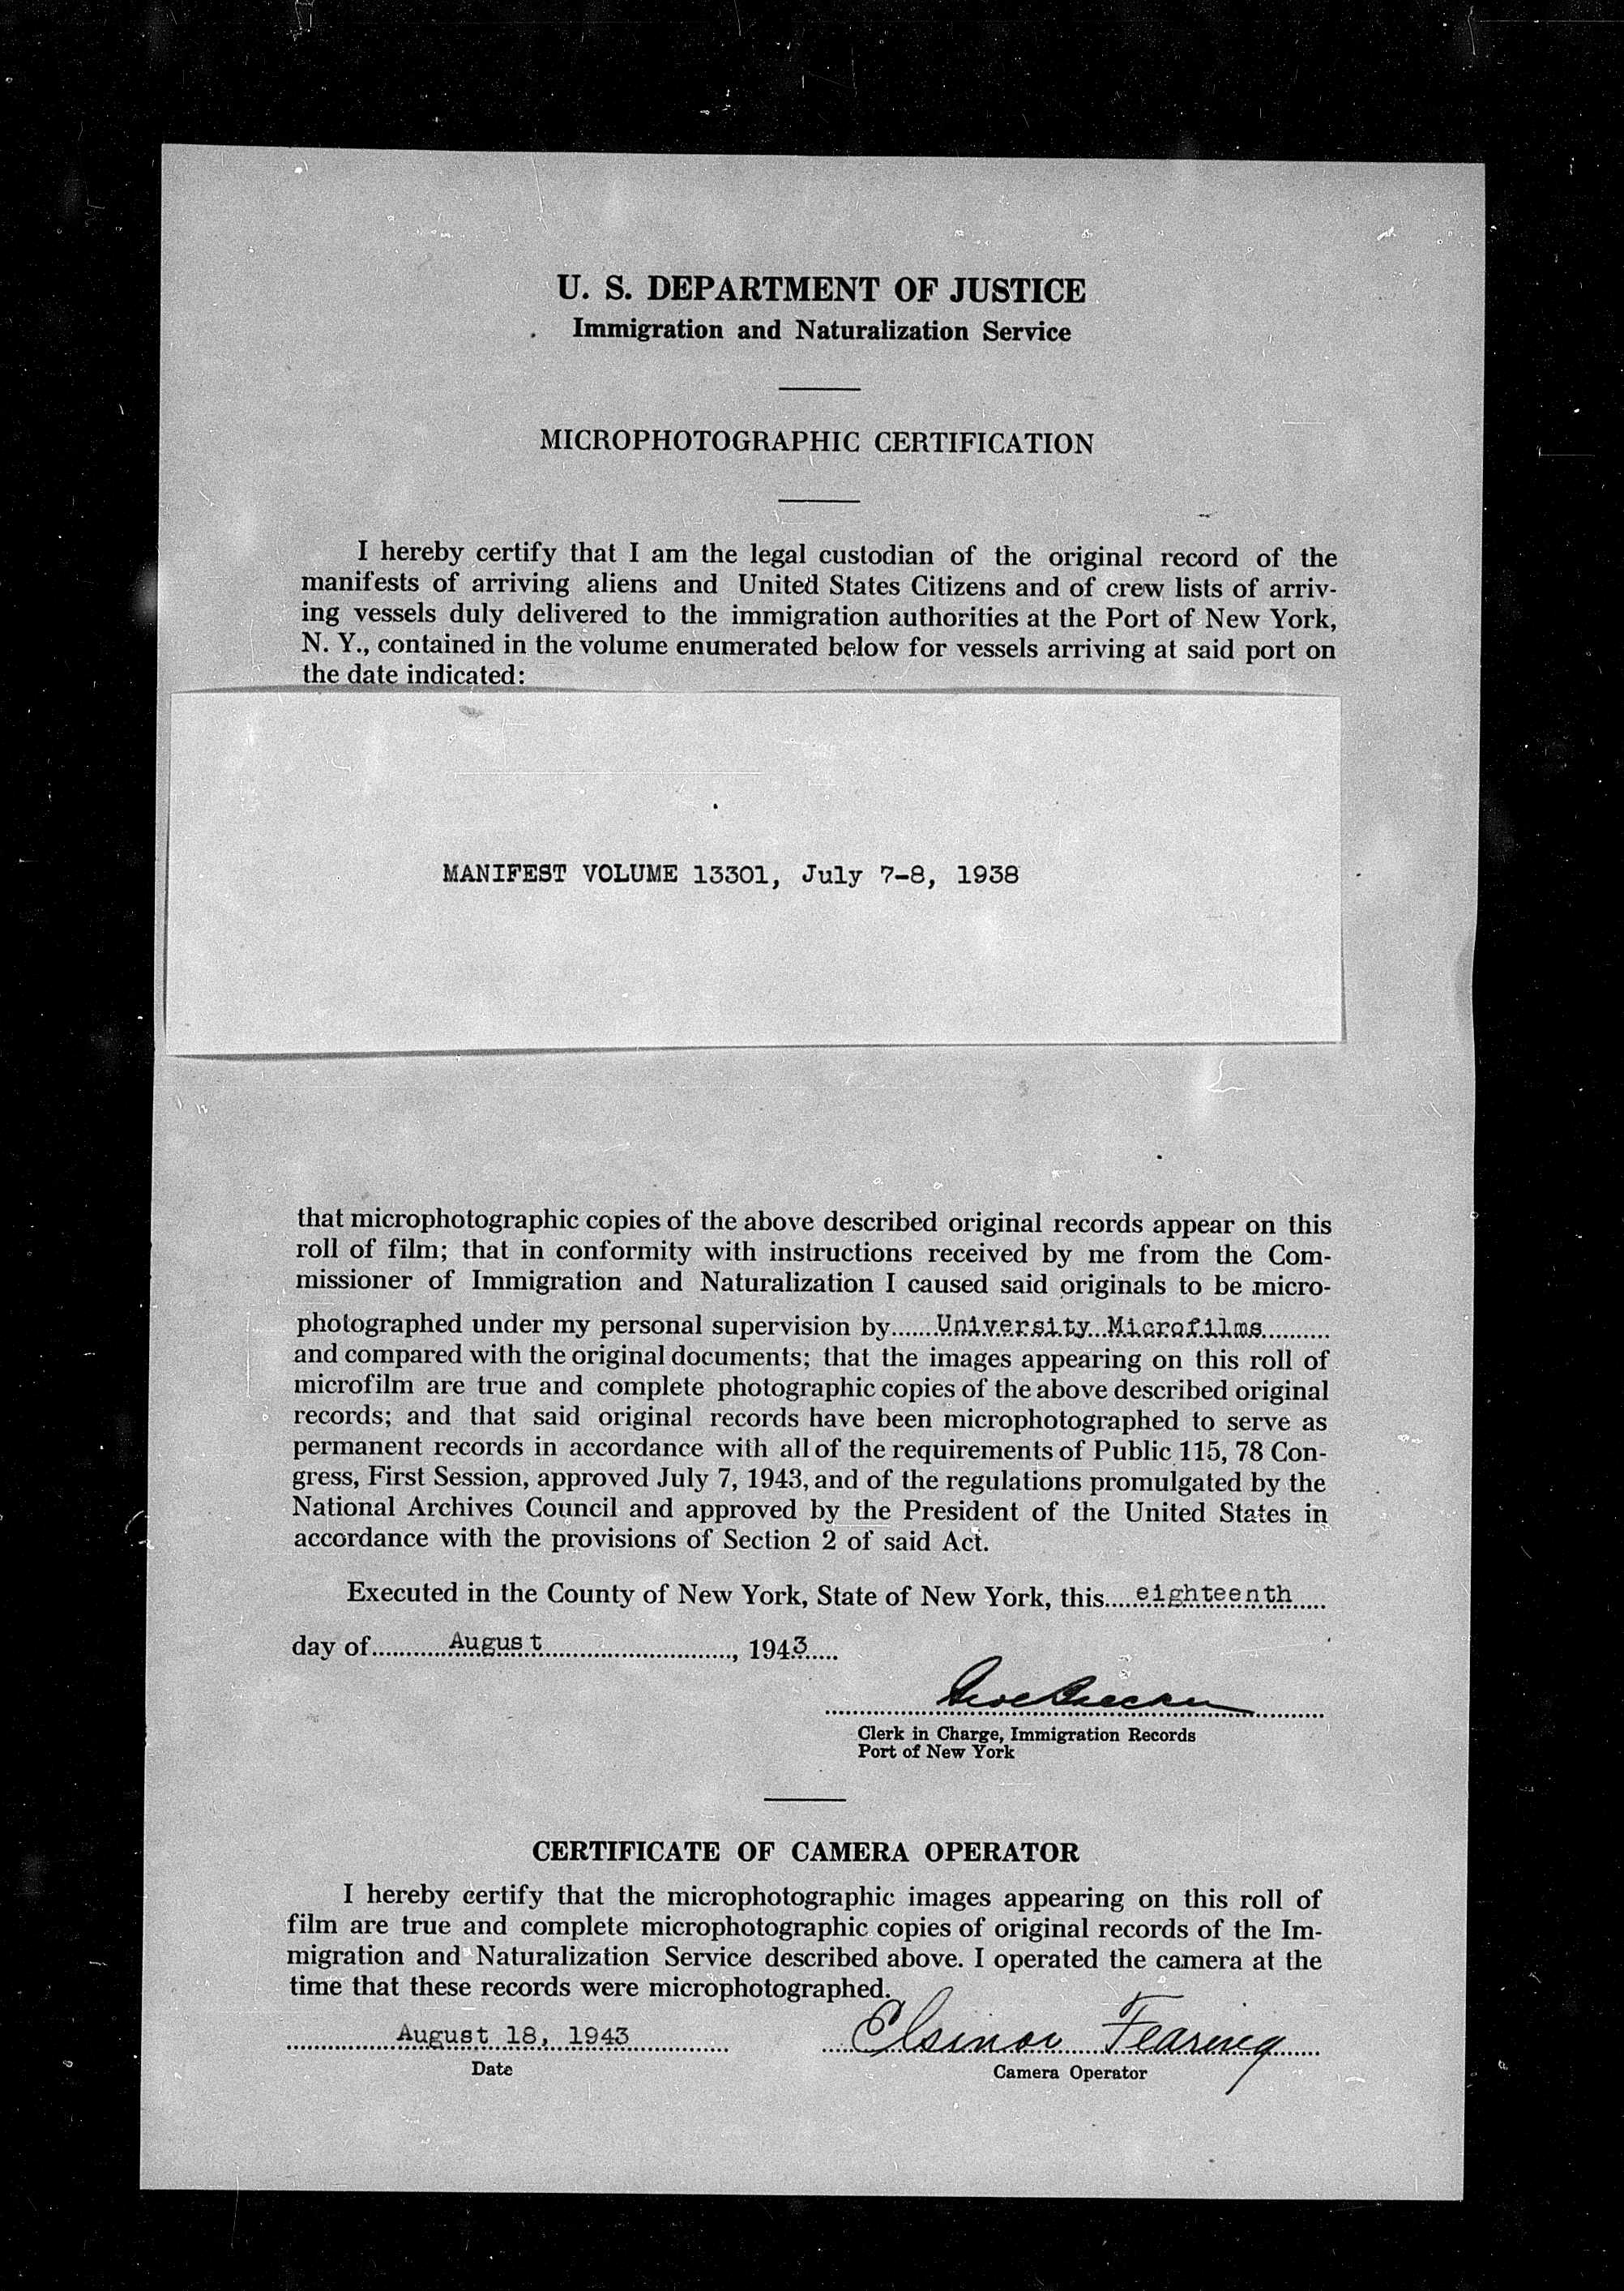 U. S. DEPARTMENT OF JUSTICE
Immigration and Naturalization Service
MICROPHOTOGRAPHIC CERTIFICATION
I hereby certify that I am the legal custodian of the original record of the
manifests of arriving aliens and United States Citizens and of crew lists of arriv-
ing vessels duly delivered to the immigration authorities at the Port of New York,
N. Y., contained in the volume enumerated below for vessels arriving at said port on
the date indicated:
MANIFEST VOLUME 13301, July 7-8, 1938
that microphotographic copies of the above described original records appear on this
roll of film; that in conformity with instructions received by me from the Com-
missioner of Immigration and Naturalization I caused said originals to be micro-
photographed under my personal supervision by University Microfilms
and compared with the original documents; that the images appearing on this roll of
microfilm are true and complete photographic copies of the above described original
records; and that said original records have been microphotographed to serve as
permanent records in accordance with all of the requirements of Public 115, 78 Con-
gress, First Session, approved July 7, 1943, and of the regulations promulgated by the
National Archives Council and approved by the President of the United States in
accordance with the provisions of Section 2 of said Act.
Executed in the County of New York, State of New York, this eighteenth
day of August, 1943
Clerk in Charge, Immigration Records
Port of New York
CERTIFICATE OF CAMERA OPERATOR
I hereby certify that the microphotographic images appearing on this roll of
film are true and complete microphotographic copies of original records of the Im-
migration and Naturalization Service described above. I operated the camera at the
time that these records were microphotographed.
August 18, 1943 Elsinor Fearing
Date Camera Operator